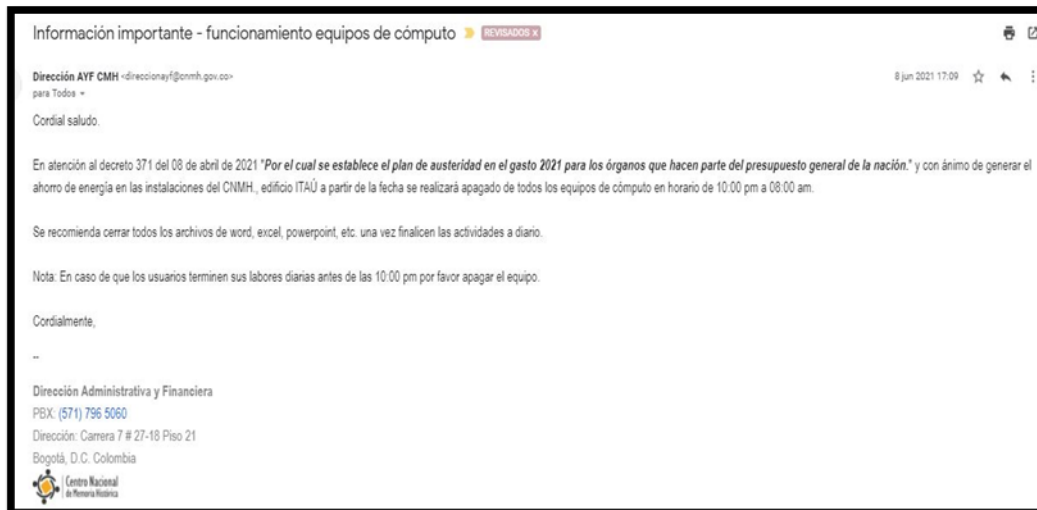 Información importante - funcionamiento equipos de cómputo REVISADOS x
Dirección AYF CMH <direccionayf@cnmh.gov.co> 8 jun 2021 17:09
para Todos
Cordial saludo.
En atención al decreto 371 del 08 de abril de 2021 "Por el cual se establece el plan de austeridad en el gasto 2021 para los órganos que hacen parte del presupuesto general de la nación." y con ánimo de generar el
ahorro de energía en las instalaciones del CNMH., edificio ITAÚ a partir de la fecha se realizará apagado de todos los equipos de cómputo en horario de 10:00 pm a 08:00 am.
Se recomienda cerrar todos los archivos de word, excel, powerpoint, etc. una vez finalicen las actividades a diario.
Nota: En caso de que los usuarios terminen sus labores diarias antes de las 10:00 pm por favor apagar el equipo.
Cordialmente,
--
Dirección Administrativa y Financiera
PBX: (571) 796 5060
Dirección: Carrera 7 # 27-18 Piso 21
Bogotá, D.C. Colombia
Centro Nacional
de Memoria Histórica